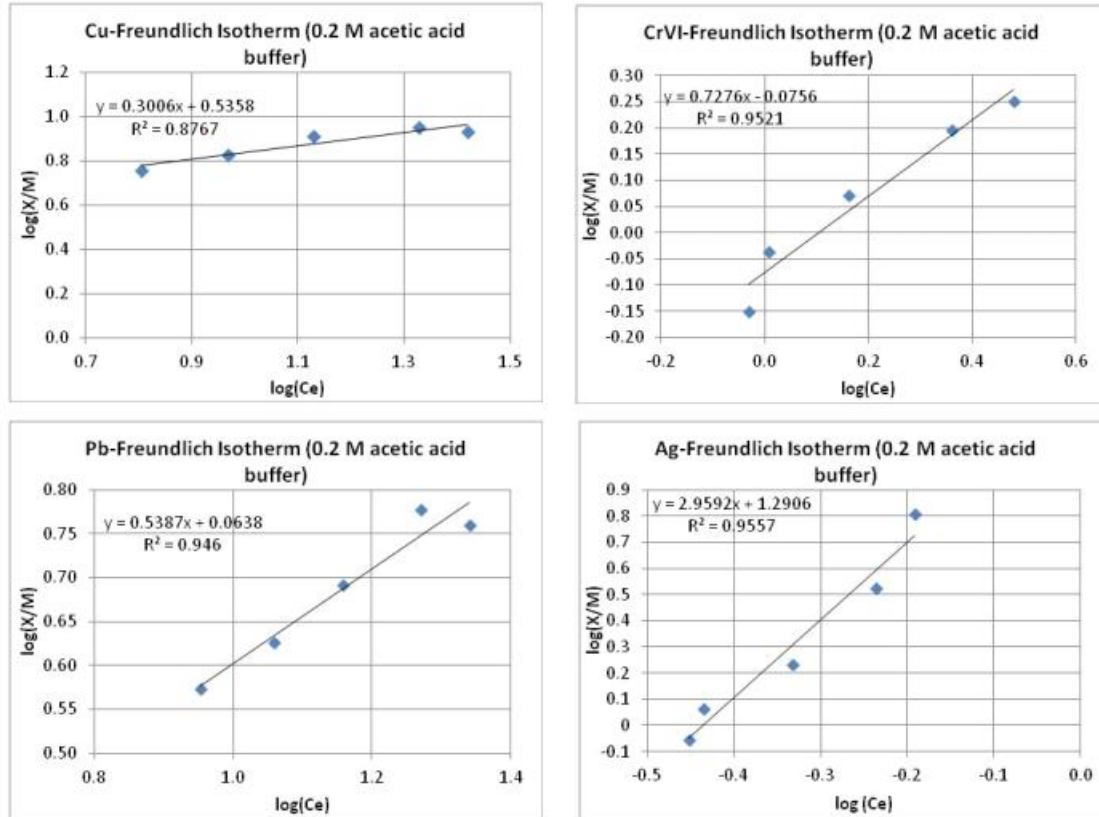 Cu-Freundlich Isotherm (0.2 M acetic acid
buffer)
y = 0.3006x + 0.5358
R² = 0.8767
log(X/M)
1.2
1.0
0.8
0.6
0.4
0.2
0.0
0.7 0.9 1.1 1.3 1.5
log(Ce)
CrVI-Freundlich Isotherm (0.2 M acetic acid
buffer)
y = 0.7276x - 0.0756
R² = 0.9521
log(X/M)
0.30
0.25
0.20
0.15
0.10
0.05
0.00
-0.05
-0.10
-0.15
-0.20
-0.2 0.0 0.2 0.4 0.6
log(Ce)
Pb-Freundlich Isotherm (0.2 M acetic acid
buffer)
y = 0.5387x + 0.0638
R² = 0.946
log(X/M)
0.80
0.75
0.70
0.65
0.60
0.55
0.50
0.8 1.0 1.2 1.4
log(Ce)
Ag-Freundlich Isotherm (0.2 M acetic acid
buffer)
y = 2.9592x + 1.2906
R² = 0.9557
log(X/M)
0.9
0.8
0.7
0.6
0.5
0.4
0.3
0.2
0.1
0
-0.1
-0.5 -0.4 -0.3 -0.2 -0.1 0.0
log (Ce)